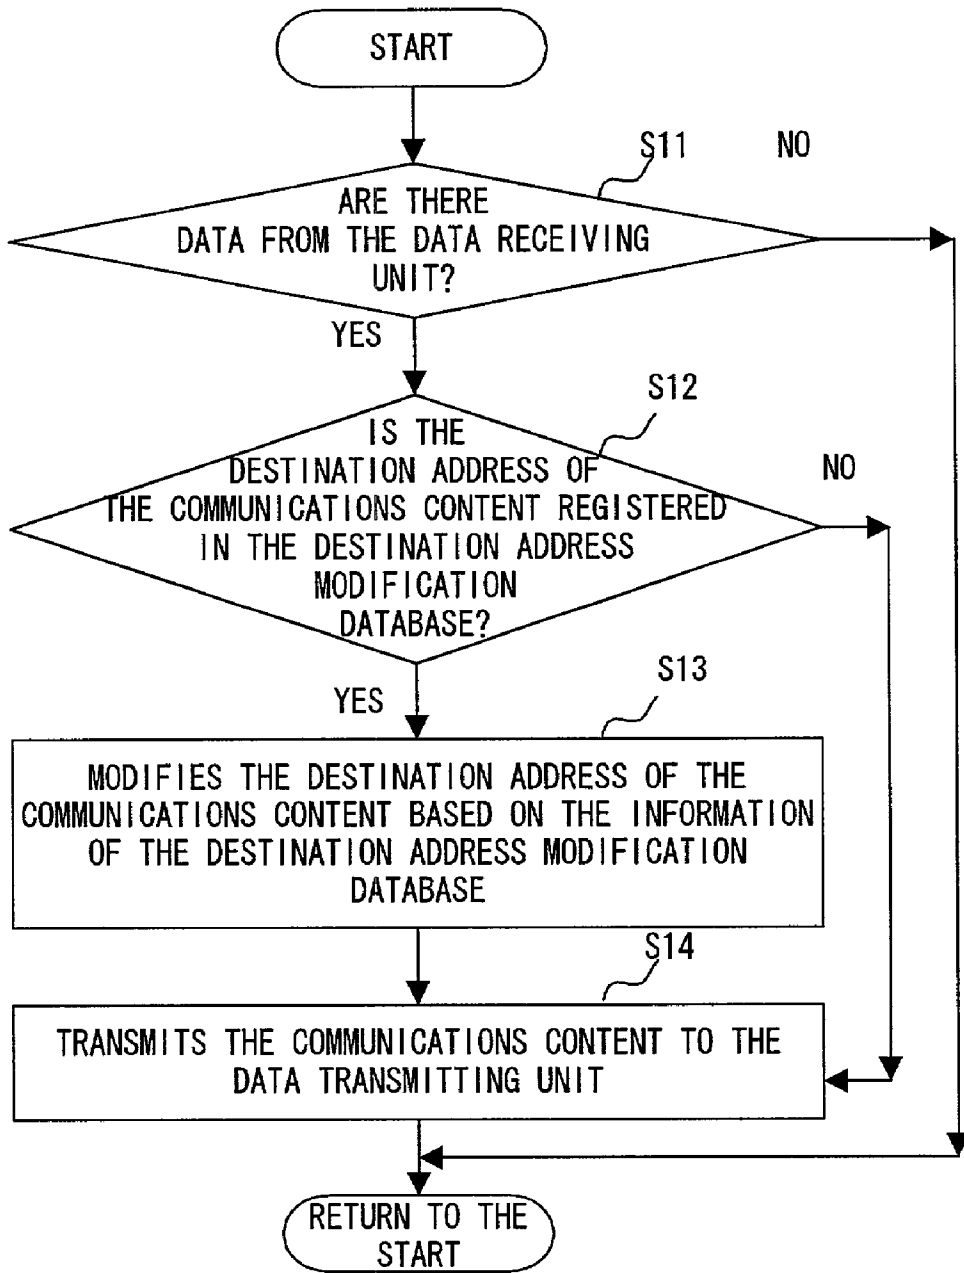 START
S11
NO
ARE THERE
DATA FROM THE DATA RECEIVING
UNIT?
YES
S12
IS THE
DESTINATION ADDRESS OF
THE COMMUNICATIONS CONTENT REGISTERED
IN THE DESTINATION ADDRESS
MODIFICATION
DATABASE?
NO
YES
S13
MODIFIES THE DESTINATION ADDRESS OF THE
COMMUNICATIONS CONTENT BASED ON THE INFORMATION
OF THE DESTINATION ADDRESS MODIFICATION
DATABASE
S14
TRANSMITS THE COMMUNICATIONS CONTENT TO THE
DATA TRANSMITTING UNIT
RETURN TO THE
START